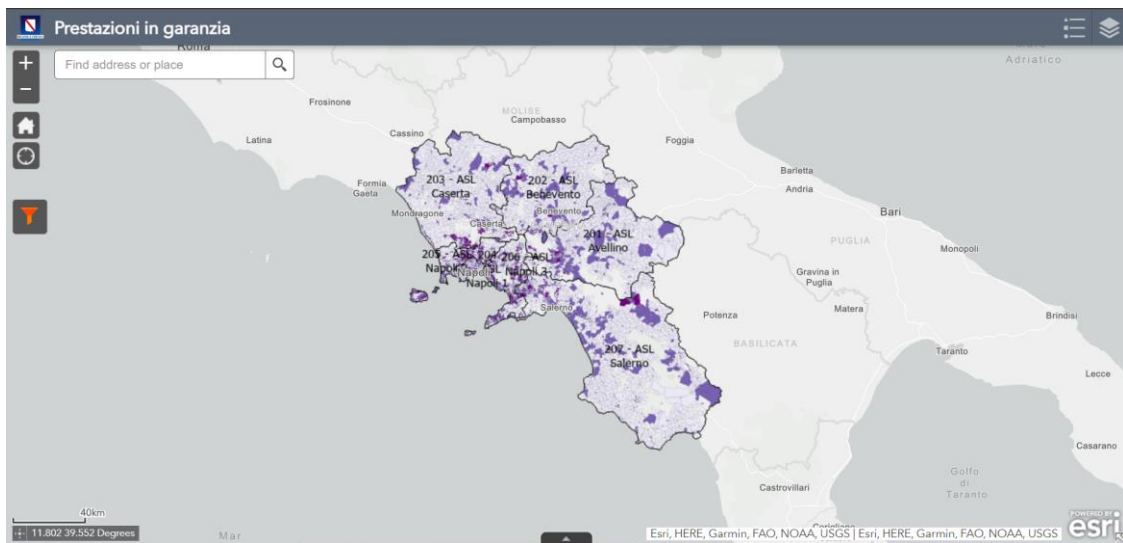 Prestazioni in garanzia
Find address or place
Roma
Adriatico
MOLISE
Campobasso
Frosinone
Cassino
Latina
Foggia
Barletta
Andria
Formia
Gaeta
203 - ASL
Caserta
202 - ASL
Benevento
Benevento
Mondragone
Caserta
Bari
201 - ASL
Avellino
PUGLIA
Monopoli
205 - ASL
Napoli
Napoli
Napoli 1
206 - ASL
Napoli 3
Gravina in
Puglia
Matera
Salerno
Potenza
Brindisi
BASILICATA
Taranto
207 - ASL
Salerno
Lecce
Casarano
Golfo
di
Taranto
Castrovillari
40km
11.802 39.552 Degrees
Mar
Esri, HERE, Garmin, FAO, NOAA, USGS | Esri, HERE, Garmin, FAO, NOAA, USGS
POWERED BY
esri